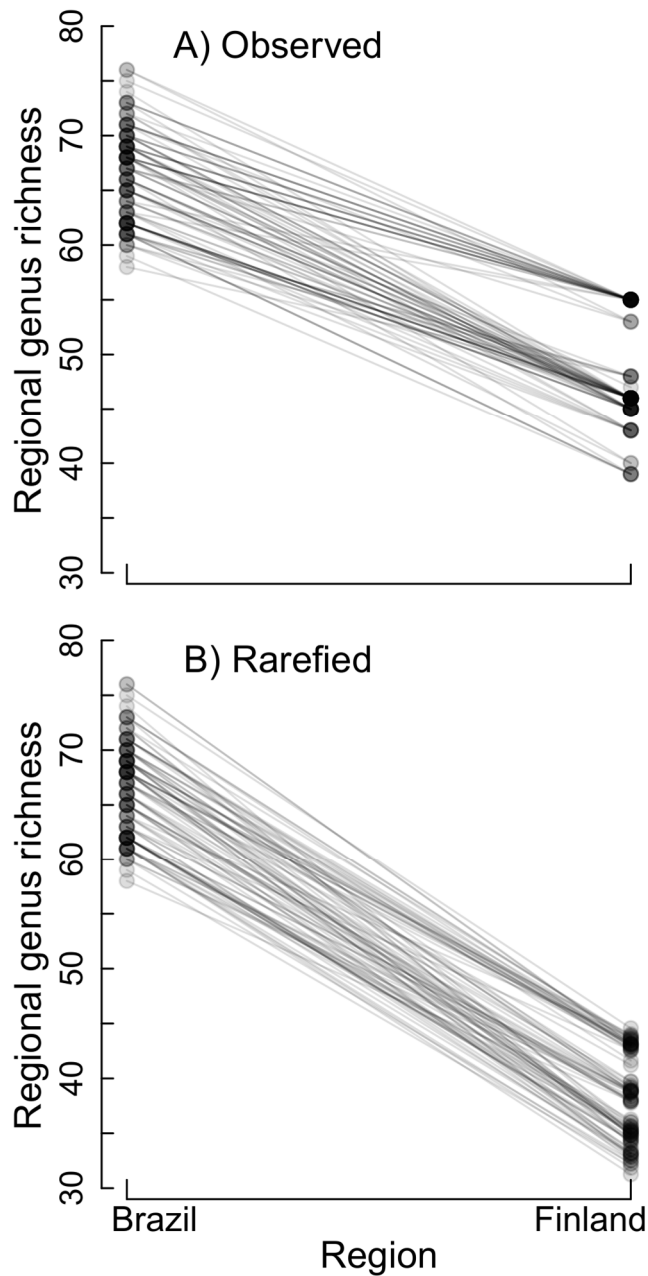 A) Observed
Regional genus richness
80
70
60
50
40
30
B) Rarefied
Regional genus richness
80
70
60
50
40
30
Brazil Finland
Region